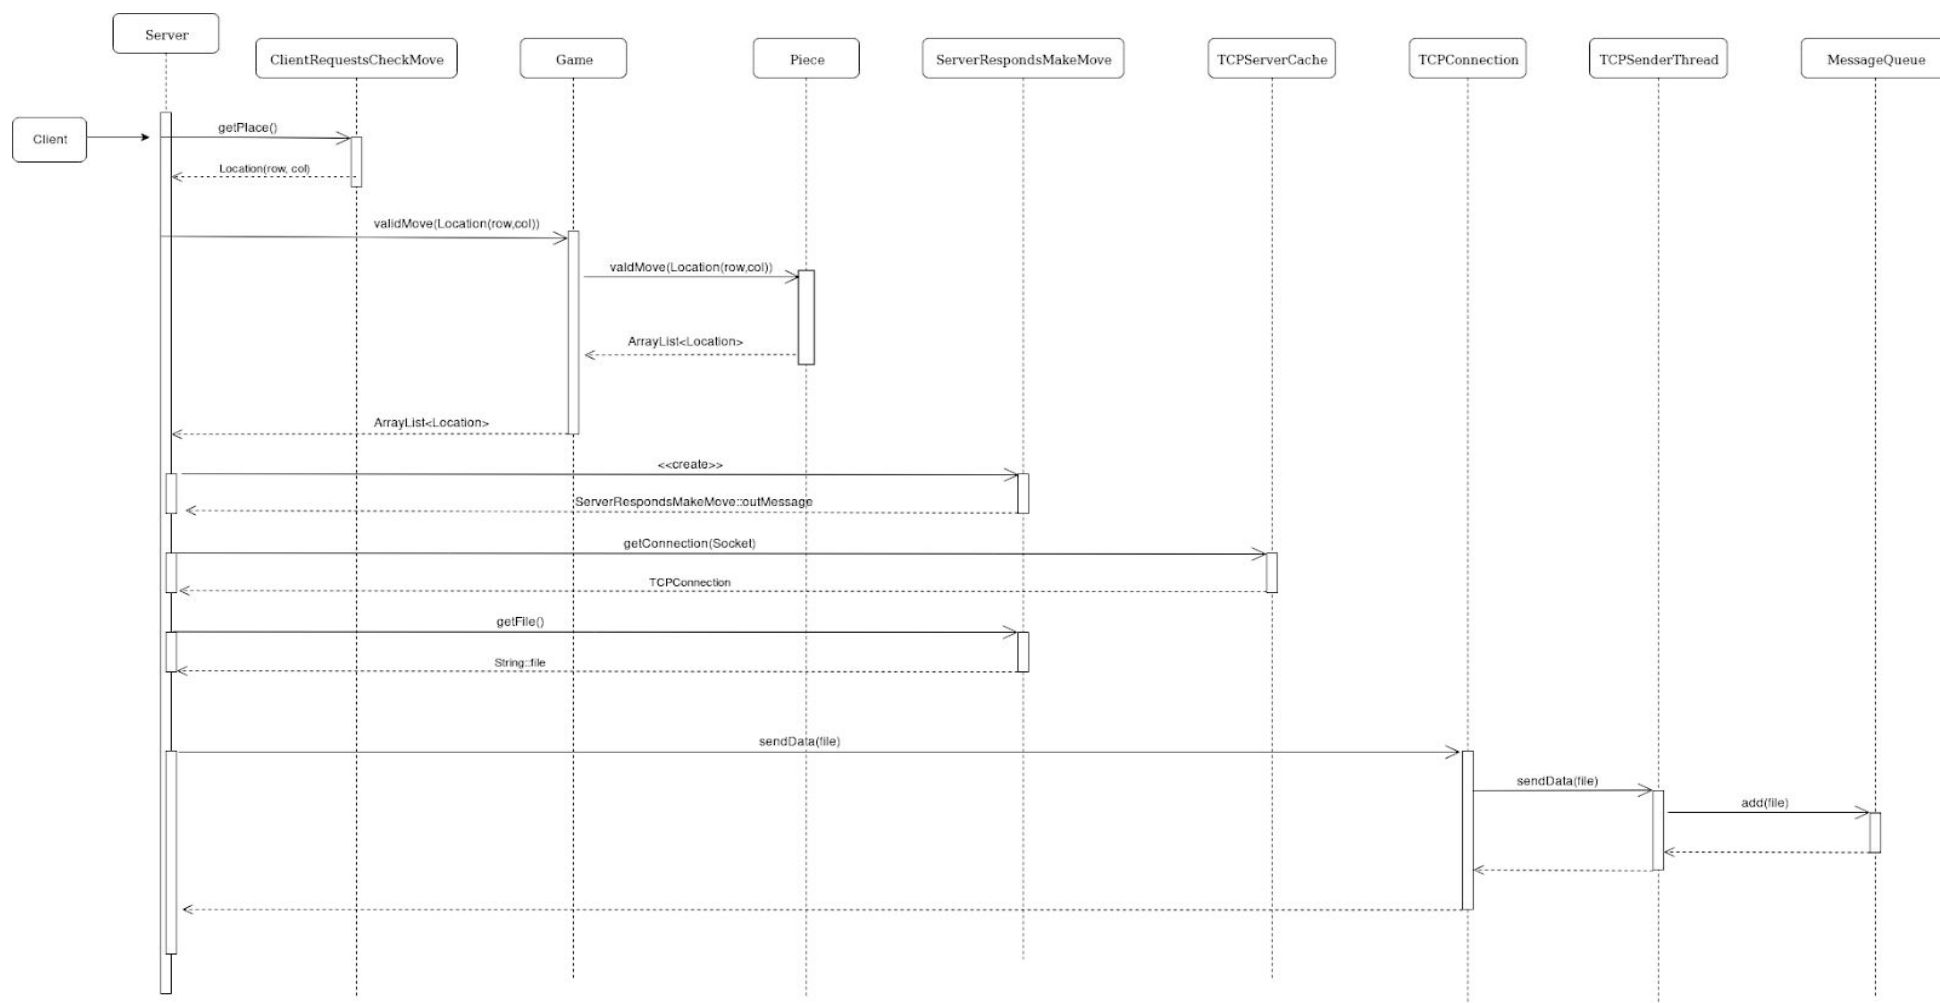 Server
ClientRequestsCheckMove
Game
Piece
ServerRespondsMakeMove
TCPServerCache
TCPConnection
TCPSenderThread
MessageQueue
Client
getPlace()
Location(row, col)
validMove(Location(row,col))
valdMove(Location(row,col))
ArrayList<Location>
ArrayList<Location>
<<create>>
ServerRespondsMakeMove::outMessage
getConnection(Socket)
TCPConnection
getFile()
String::file
sendData(file)
sendData(file)
add(file)